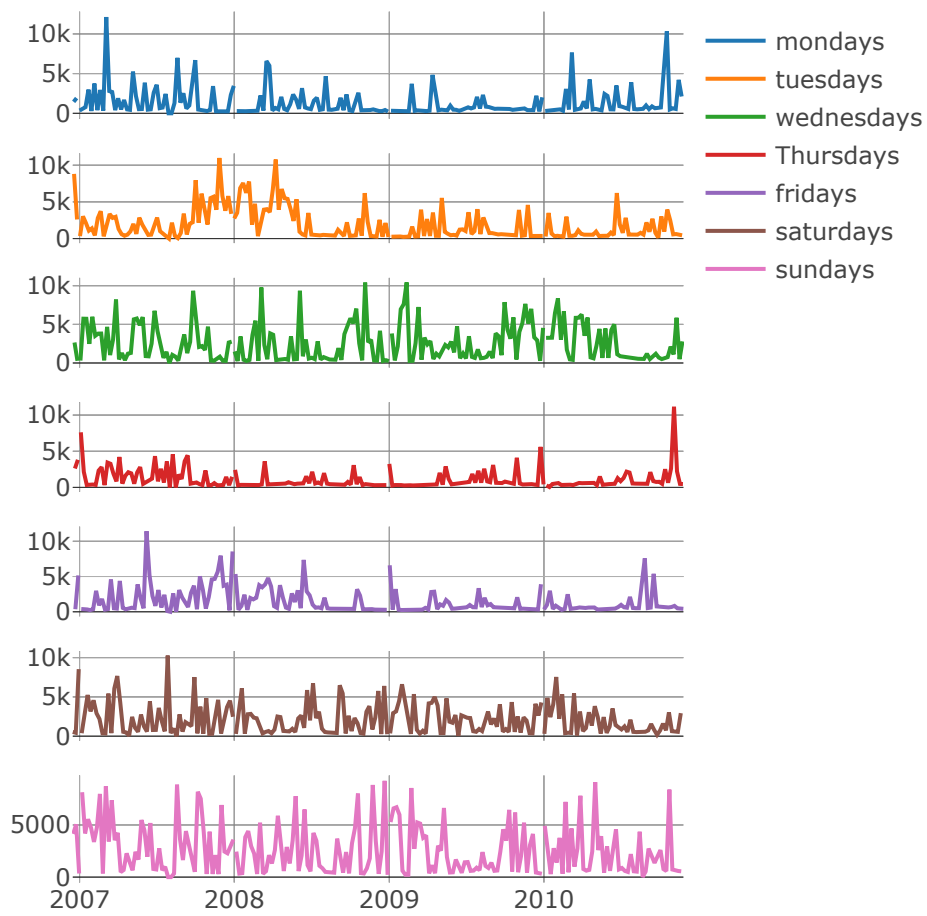 10k
5k
0
mondays
tuesdays
wednesdays
Thursdays
fridays
saturdays
sundays
10k
5k
0
10k
5k
0
10k
5k
0
10k
5k
0
10k
5k
0
5000
0
2007 2008 2009 2010